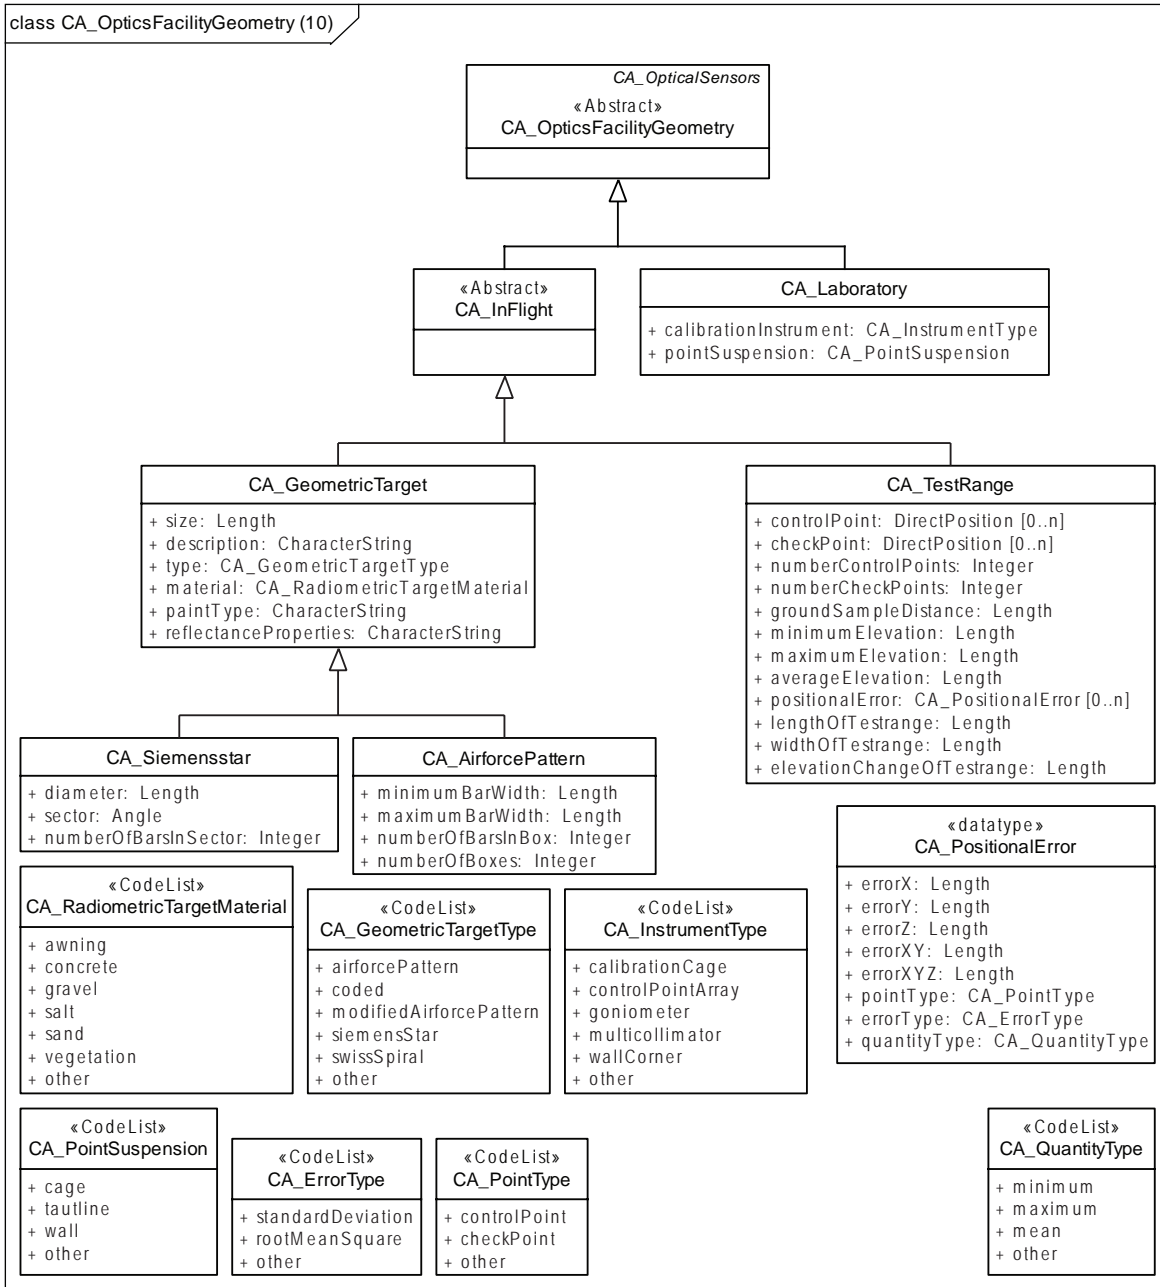 class CA_OpticsFacilityGeometry (10)
CA_OpticalSensors
«Abstract»
CA_OpticsFacilityGeometry
«Abstract»
CA_InFlight
CA_Laboratory
+ calibrationInstrument: CA_InstrumentType
+ pointSuspension: CA_PointSuspension
CA_GeometricTarget
+ size: Length
+ description: CharacterString
+ type: CA_GeometricTargetType
+ material: CA_RadiometricTargetMaterial
+ paintType: CharacterString
+ reflectanceProperties: CharacterString
CA_TestRange
+ controlPoint: DirectPosition [0..n]
+ checkPoint: DirectPosition [0..n]
+ numberControlPoints: Integer
+ numberCheckPoints: Integer
+ groundSampleDistance: Length
+ minimumElevation: Length
+ maximumElevation: Length
+ averageElevation: Length
+ positionalError: CA_PositionalError [0..n]
+ lengthOfTestrange: Length
+ widthOfTestrange: Length
+ elevationChangeOfTestrange: Length
CA_Siemensstar
+ diameter: Length
+ sector: Angle
+ numberOfBarsInSector: Integer
CA_AirforcePattern
+ minimumBarWidth: Length
+ maximumBarWidth: Length
+ numberOfBarsInBox: Integer
+ numberOfBoxes: Integer
«datatype»
CA_PositionalError
+ errorX: Length
+ errorY: Length
+ errorZ: Length
+ errorXY: Length
+ errorXYZ: Length
+ pointType: CA_PointType
+ errorType: CA_ErrorType
+ quantityType: CA_QuantityType
«CodeList»
CA_RadiometricTargetMaterial
+ awning
+ concrete
+ gravel
+ salt
+ sand
+ vegetation
+ other
«CodeList»
CA_GeometricTargetType
+ airforcePattern
+ coded
+ modifiedAirforcePattern
+ siemensStar
+ swissSpiral
+ other
«CodeList»
CA_InstrumentType
+ calibrationCage
+ controlPointArray
+ goniometer
+ multicollimator
+ wallCorner
+ other
«CodeList»
CA_PointSuspension
+ cage
+ tautline
+ wall
+ other
«CodeList»
CA_ErrorType
+ standardDeviation
+ rootMeanSquare
+ other
«CodeList»
CA_PointType
+ controlPoint
+ checkPoint
+ other
«CodeList»
CA_QuantityType
+ minimum
+ maximum
+ mean
+ other